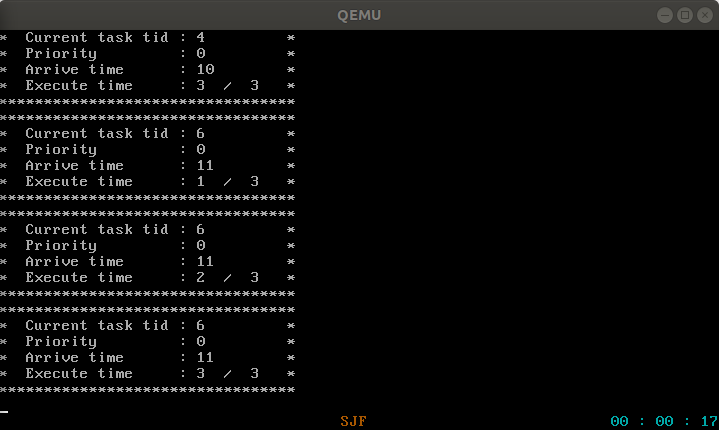 QEMU
*  Current task tid : 4         *
*  Priority         : 0         *
*  Arrive time      : 10        *
*  Execute time     : 3  /  3   *
*********************************
*********************************
*  Current task tid : 6         *
*  Priority         : 0         *
*  Arrive time      : 11        *
*  Execute time     : 1  /  3   *
*********************************
*********************************
*  Current task tid : 6         *
*  Priority         : 0         *
*  Arrive time      : 11        *
*  Execute time     : 2  /  3   *
*********************************
*********************************
*  Current task tid : 6         *
*  Priority         : 0         *
*  Arrive time      : 11        *
*  Execute time     : 3  /  3   *
*********************************
SJF 00 : 00 : 17